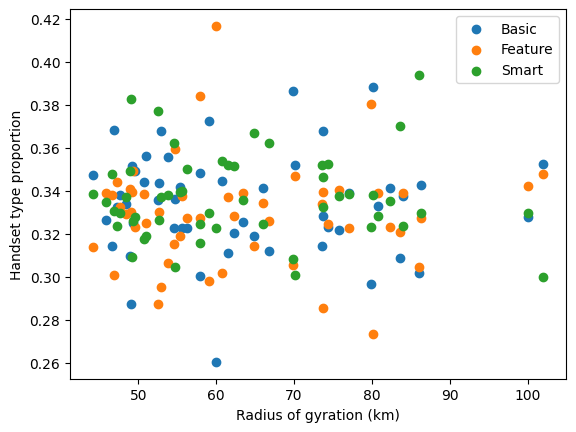 0.42
0.40
0.38
0.36
0.34
0.32
0.30
0.28
0.26
Handset type proportion
Basic
Feature
Smart
50 60 70 80 90 100
Radius of gyration (km)